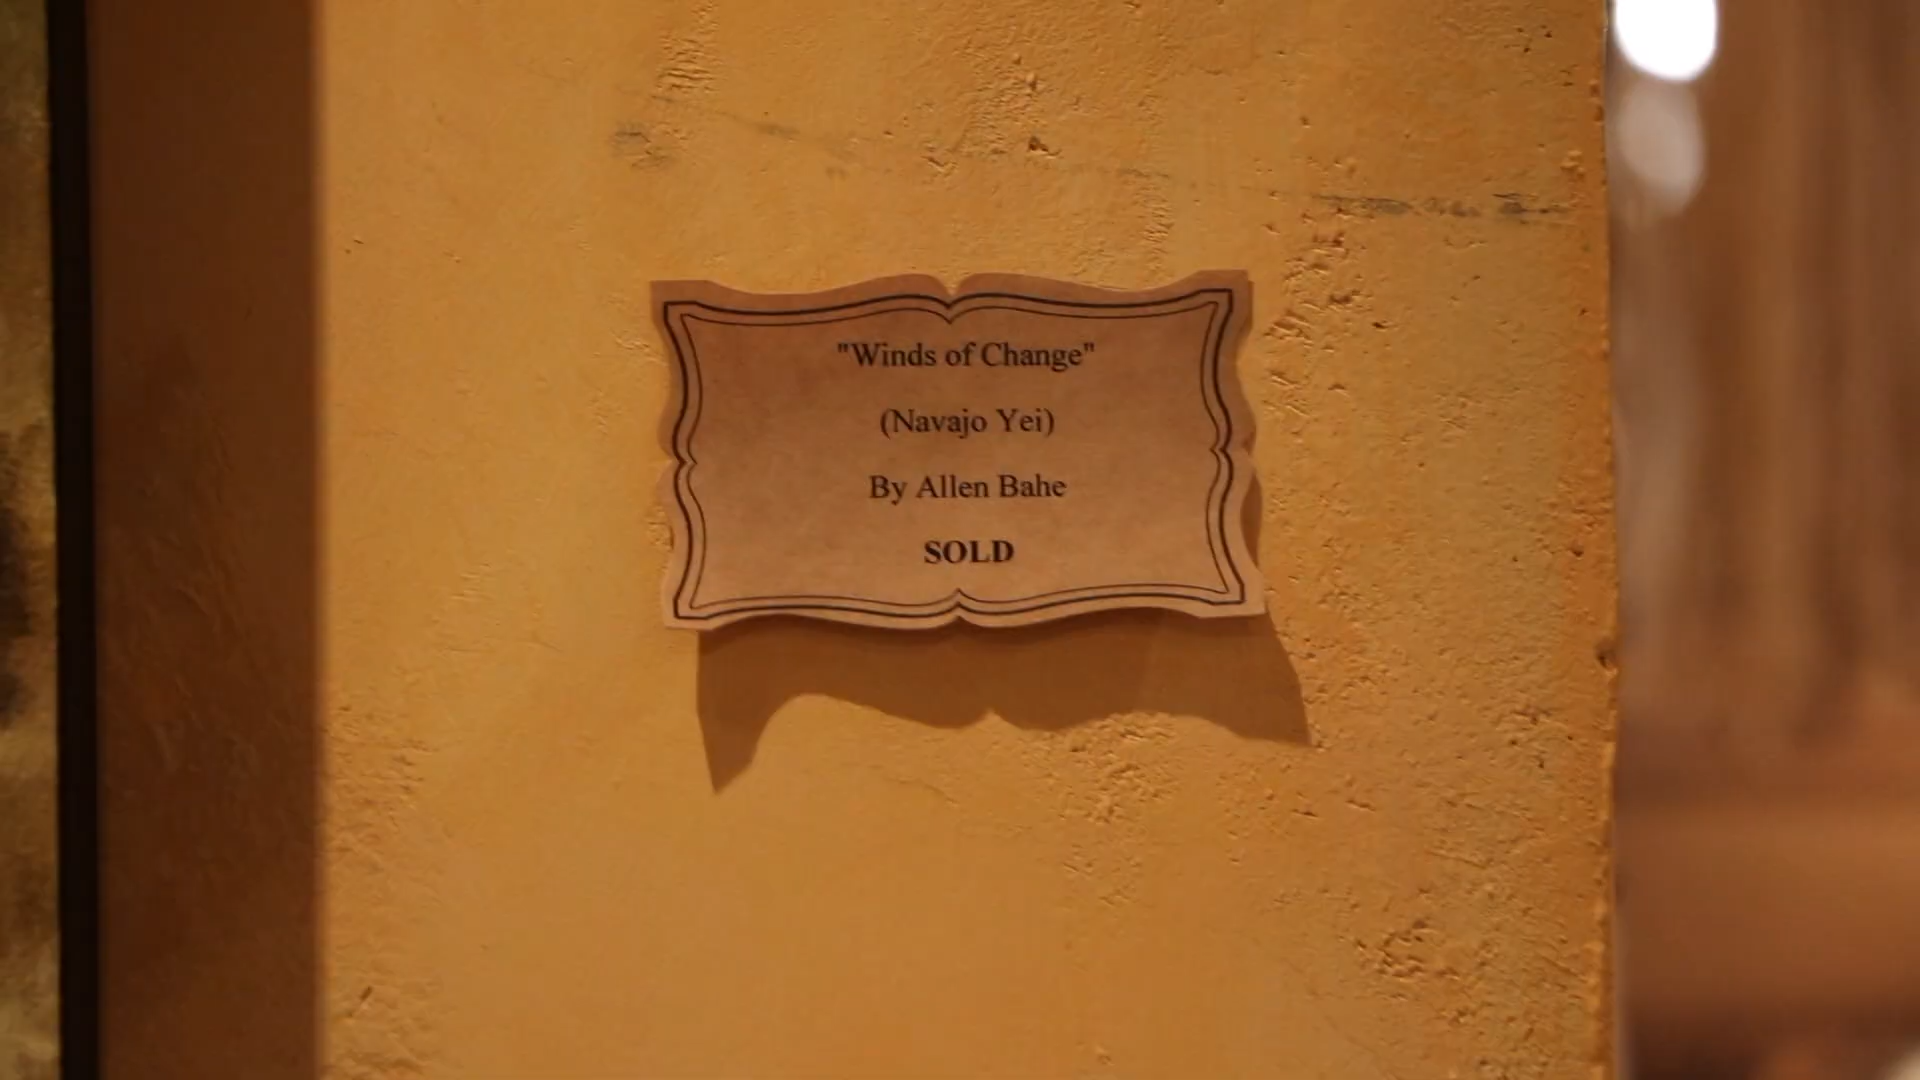 "Winds of Change"
(Navajo Yei)
By Allen Bahe
SOLD